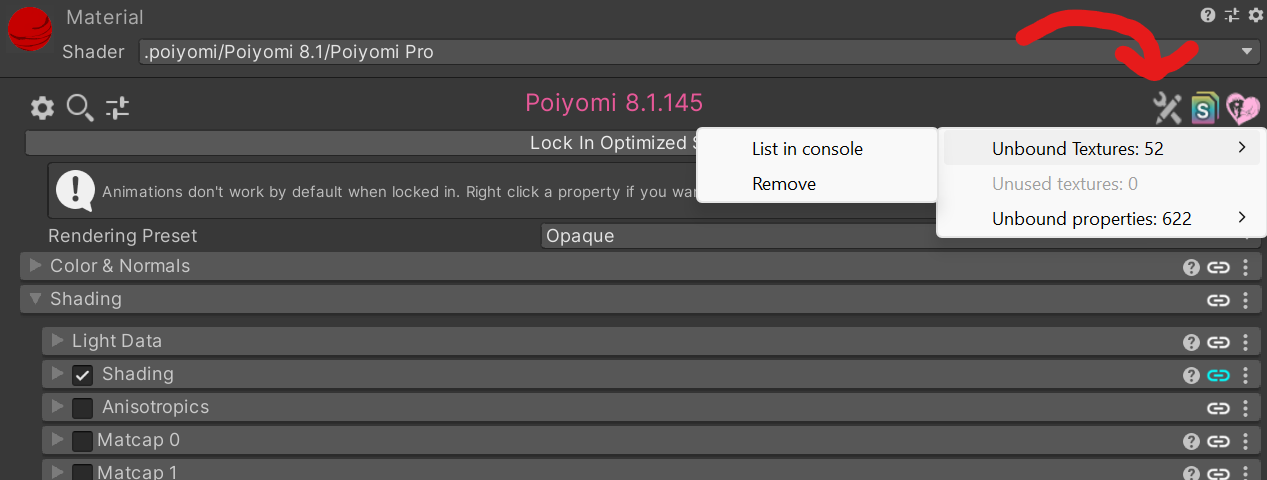 Material
Shader .poiyomi/Poiyomi 8.1/Poiyomi Pro
Poiyomi 8.1.145
Lock In Optimized S
List in console
Remove
Unbound Textures: 52
Unused textures: 0
Unbound properties: 622
Animations don't work by default when locked in. Right click a property if you wa
Rendering Preset Opaque
Color & Normals
Shading
Light Data
Shading
Anisotropics
Matcap 0
Matcap 1